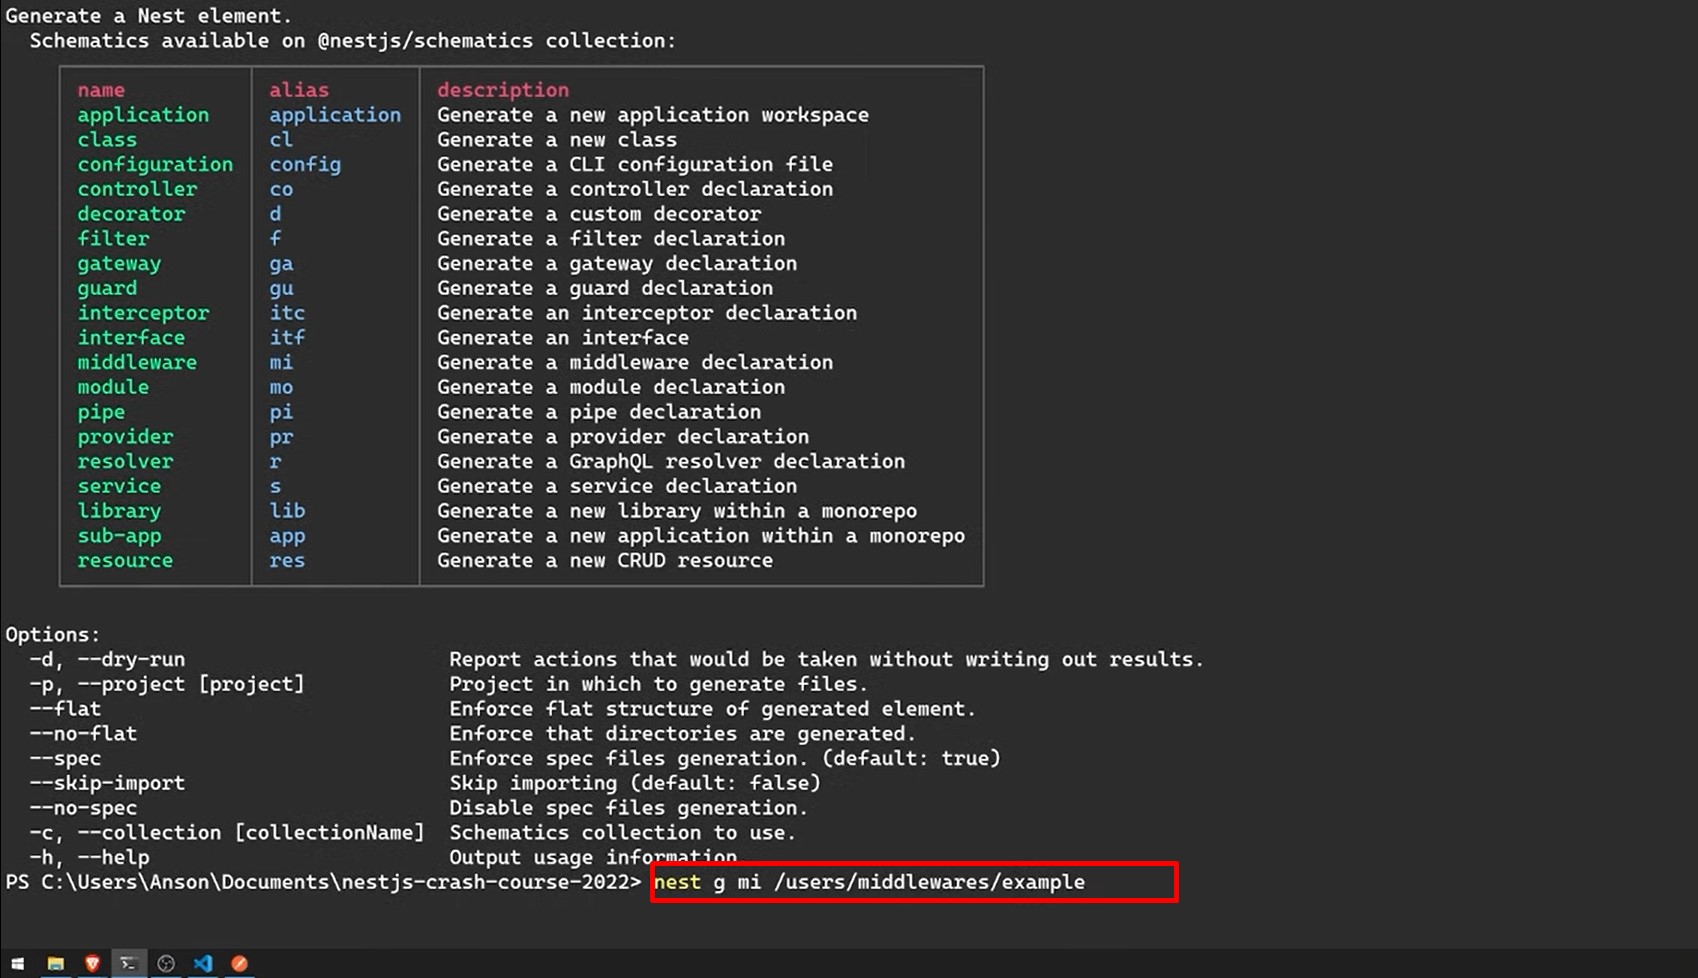 Generate a Nest element.
Schematics available on @nestjs/schematics collection:
name alias description
application application Generate a new application workspace
class cl Generate a new class
configuration config Generate a CLI configuration file
controller co Generate a controller declaration
decorator d Generate a custom decorator
filter f Generate a filter declaration
gateway ga Generate a gateway declaration
guard gu Generate a guard declaration
interceptor itc Generate an interceptor declaration
interface itf Generate an interface
middleware mi Generate a middleware declaration
module mo Generate a module declaration
pipe pi Generate a pipe declaration
provider pr Generate a provider declaration
resolver r Generate a GraphQL resolver declaration
service s Generate a service declaration
library lib Generate a new library within a monorepo
sub-app app Generate a new application within a monorepo
resource res Generate a new CRUD resource
Options:
-d, --dry-run Report actions that would be taken without writing out results.
-p, --project [project] Project in which to generate files.
--flat Enforce flat structure of generated element.
--no-flat Enforce that directories are generated.
--spec Enforce spec files generation. (default: true)
--skip-import Skip importing (default: false)
--no-spec Disable spec files generation.
-c, --collection [collectionName] Schematics collection to use.
-h, --help Output usage information.
PS C:\Users\Anson\Documents\nestjs-crash-course-2022> nest g mi /users/middlewares/example